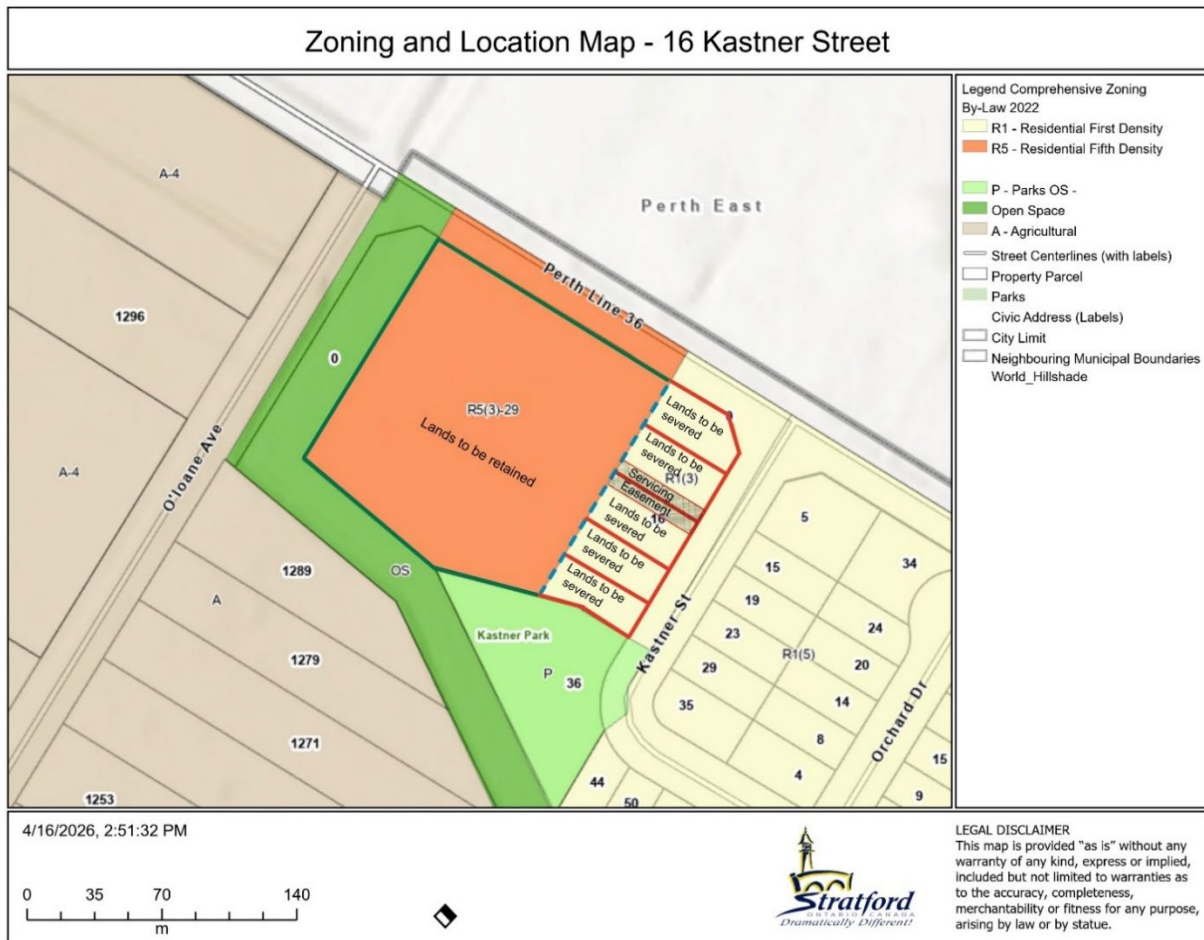 Zoning and Location Map - 16 Kastner Street
Legend Comprehensive Zoning
By-Law 2022
R1 - Residential First Density
R5 - Residential Fifth Density
P - Parks OS -
Open Space
A - Agricultural
Street Centerlines (with labels)
Property Parcel
Parks
Civic Address (Labels)
City Limit
Neighbouring Municipal Boundaries
World_Hillshade
A-4
Perth East
Perth Line 36
1296
0
R5(3)-29
Lands to be retained
Lands to be
severed
Lands to be
severed
R1(3)
Servicing
Easement
16
Lands to be
severed
Lands to be
severed
Lands to be
severed
A-4
O'loane Ave
1289
OS
A
Kastner Park
P
36
Kastner St
1279
1271
1253
5
34
15
19
24
23
R1(5)
20
29
14
35
8
Orchard Dr
4
15
44
50
9
4/16/2026, 2:51:32 PM
0 35 70 140
m
Stratford
ONTARIO CANADA
Dramatically Different!
LEGAL DISCLAIMER
This map is provided "as is" without any
warranty of any kind, express or implied,
included but not limited to warranties as
to the accuracy, completeness,
merchantability or fitness for any purpose,
arising by law or by statue.